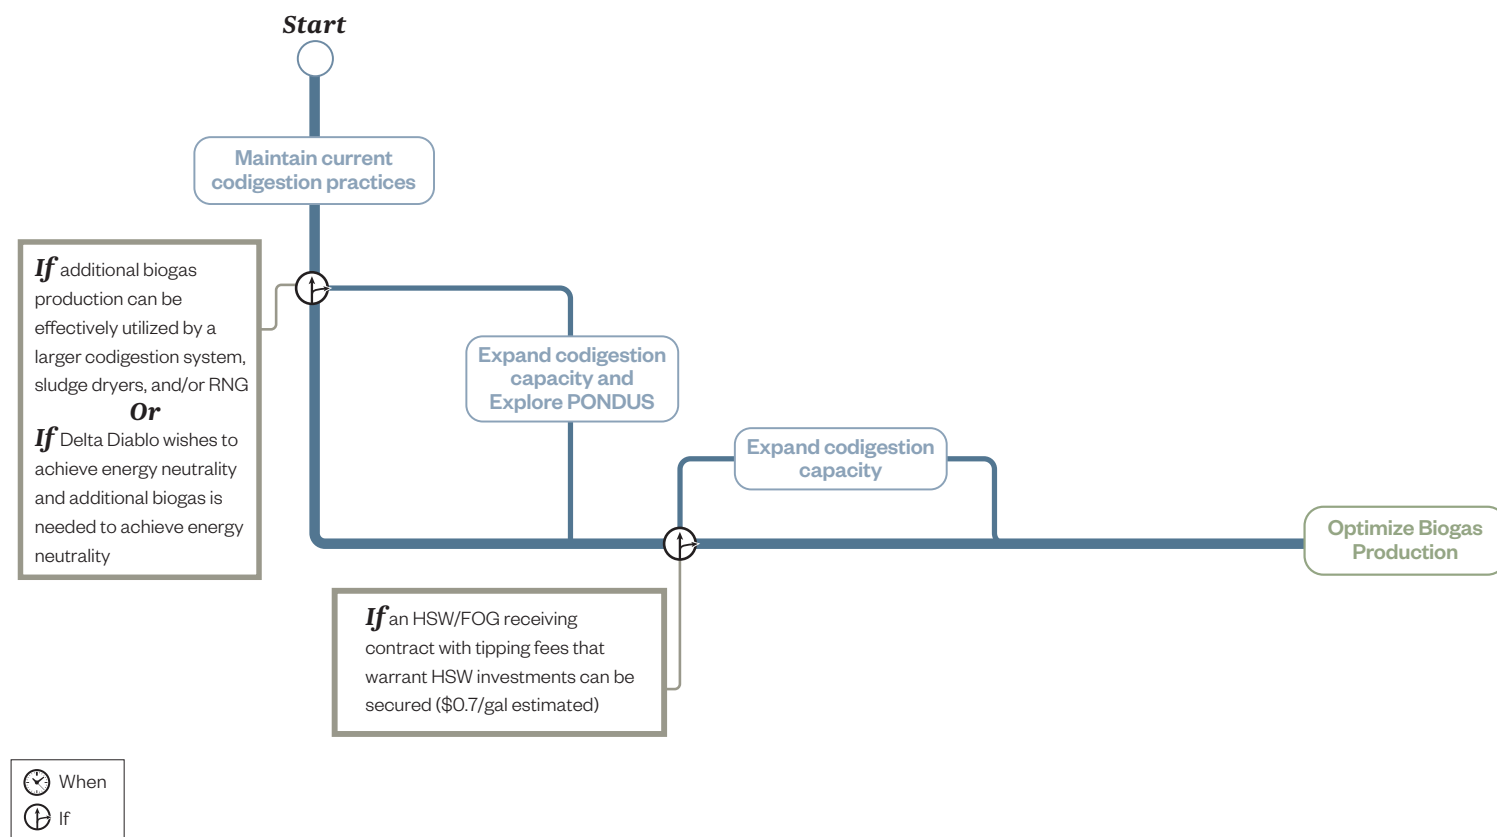 Start
Maintain current
codigestion practices
If additional biogas
production can be
effectively utilized by a
larger codigestion system,
sludge dryers, and/or RNG
Or
If Delta Diablo wishes to
achieve energy neutrality
and additional biogas is
needed to achieve energy
neutrality
Expand codigestion
capacity and
Explore PONDUS
Expand codigestion
capacity
Optimize Biogas
Production
If an HSW/FOG receiving
contract with tipping fees that
warrant HSW investments can be
secured ($0.7/gal estimated)
When
If